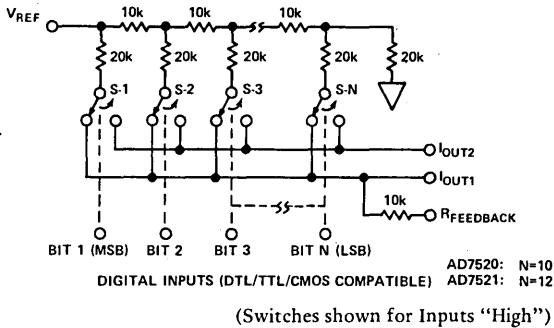 VREF
10k 10k 10k
20k 20k 20k 20k 20k
S-1 S-2 S-3 S-N
IOUT2
IOUT1
10k
RFEEDBACK
BIT 1 (MSB) BIT 2 BIT 3 BIT N (LSB)
AD7520: N=10
DIGITAL INPUTS (DTL/TTL/CMOS COMPATIBLE) AD7521: N=12
(Switches shown for Inputs "High")